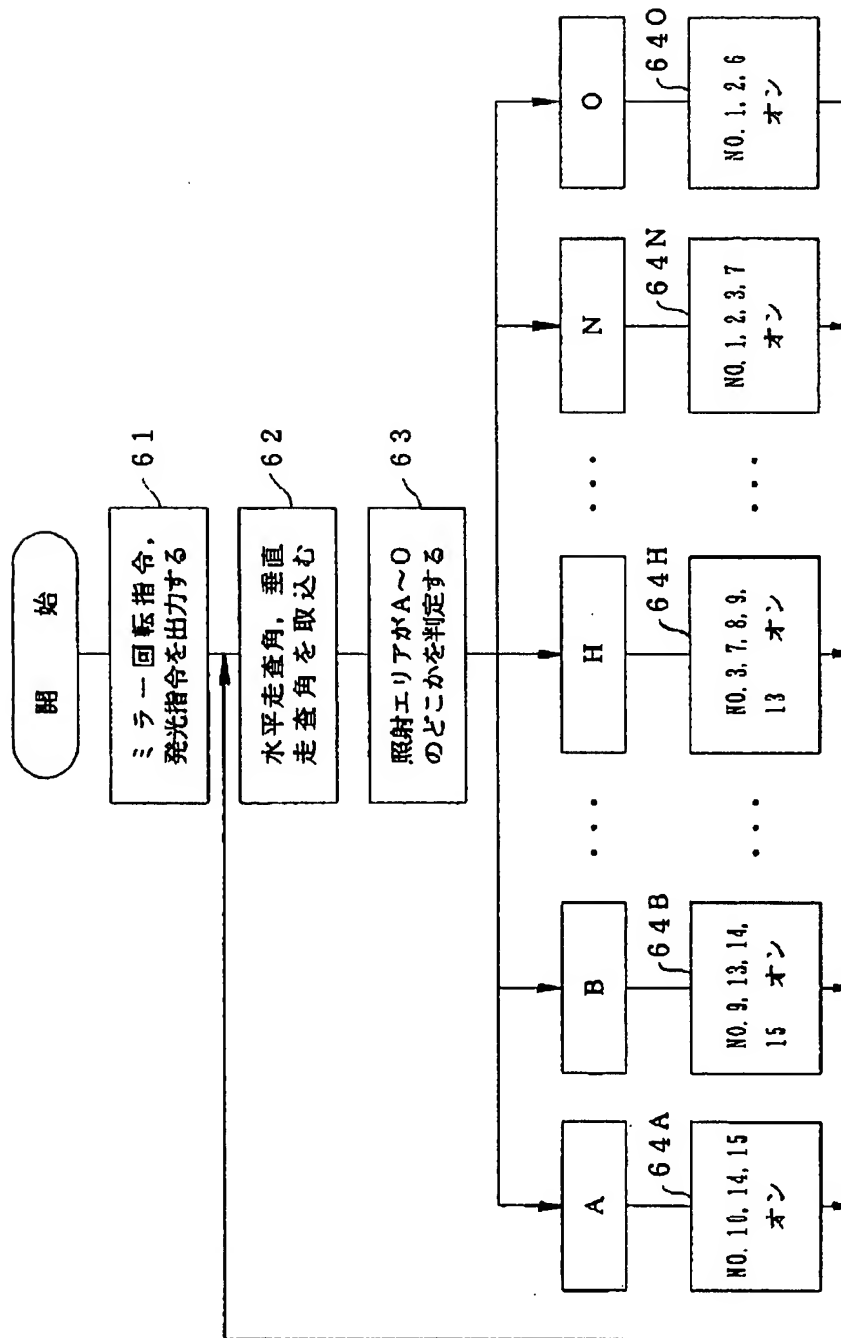 開 始
61
ミラー回転指令,
発光指令を出力する
62
水平走査角, 垂直
走査角を取込む
63
照射エリアがA〜O
のどこかを判定する
A
B
...
H
...
N
O
64A
NO.10,14,15
オン
64B
NO.9,13,14,
15 オン
...
64H
NO.3,7,8,9,
13 オン
...
64N
NO.1,2,3,7
オン
64O
NO.1,2,6
オン